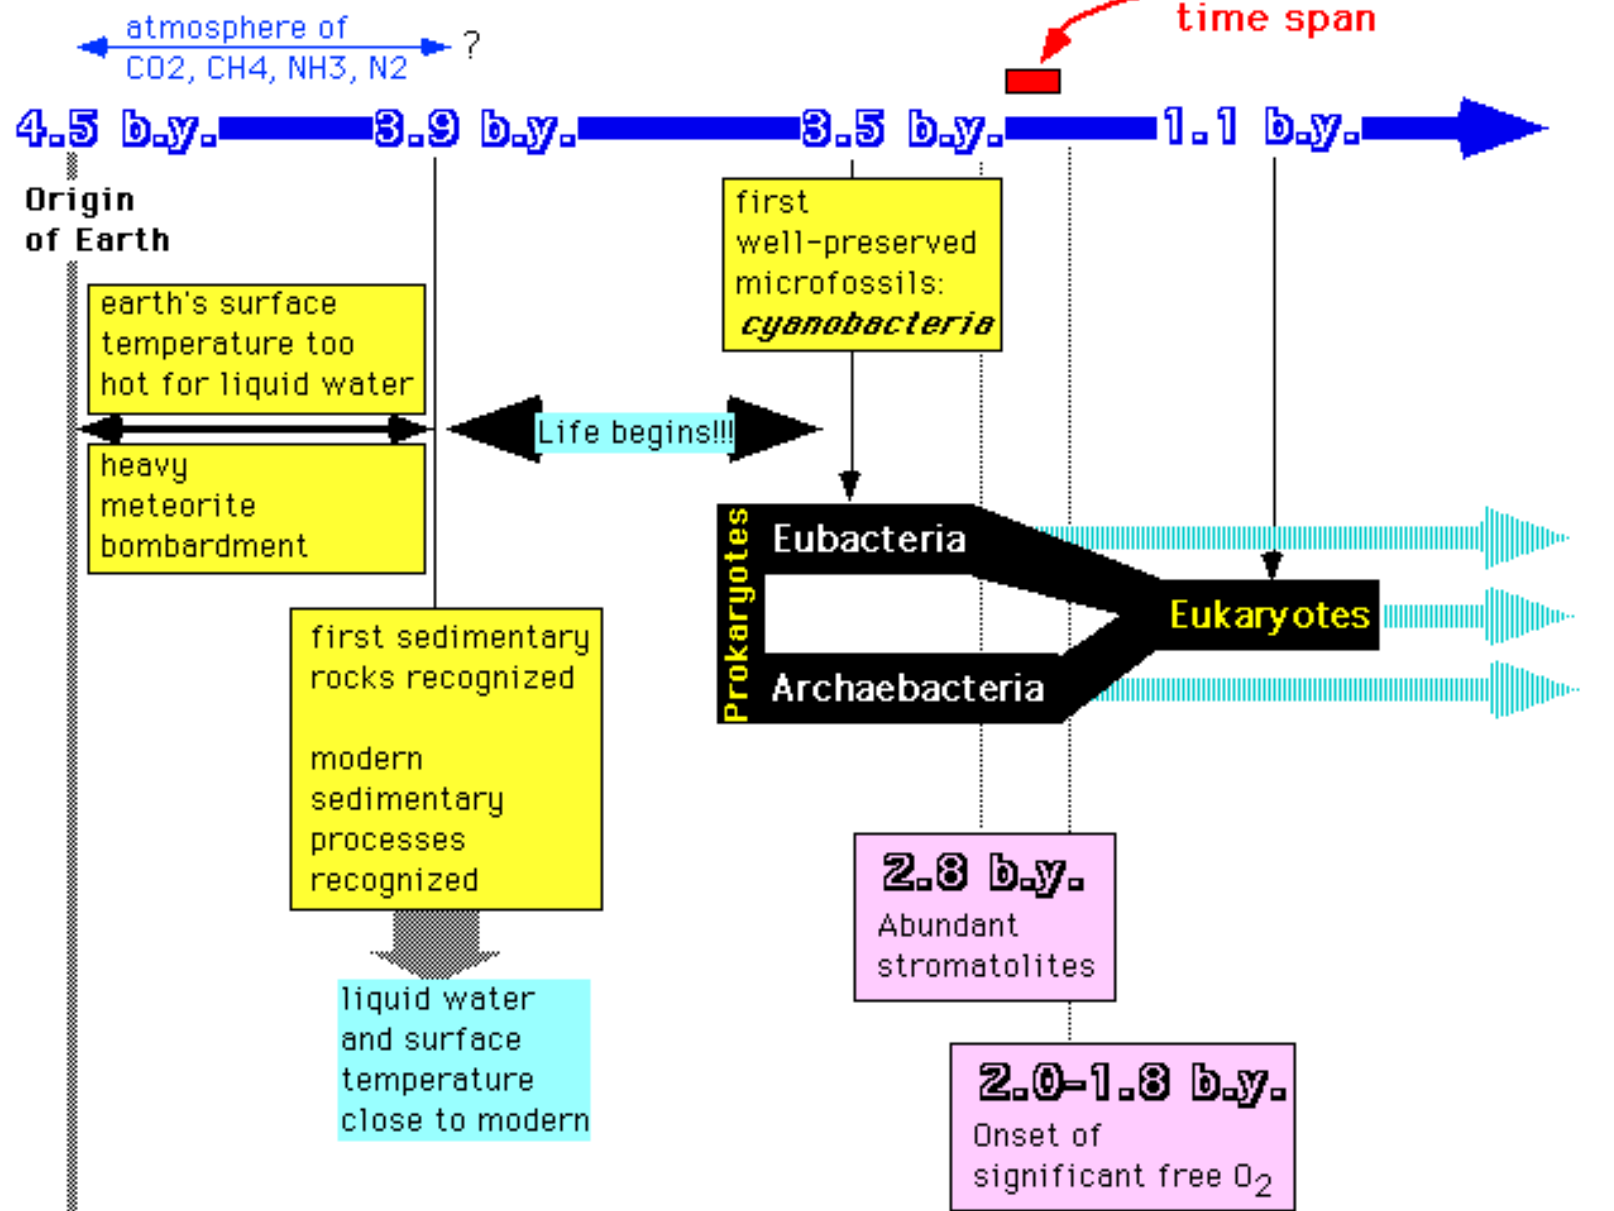 atmosphere of
CO2, CH4, NH3, N2
?
time span
4.5 b.y.
3.9 b.y.
3.5 b.y.
1.1 b.y.
Origin
of Earth
earth's surface
temperature too
hot for liquid water
heavy
meteorite
bombardment
first
well-preserved
microfossils:
cyanobacteria
Life begins!!!
Prokaryotes
Eubacteria
Archaebacteria
Eukaryotes
first sedimentary
rocks recognized
modern
sedimentary
processes
recognized
liquid water
and surface
temperature
close to modern
2.8 b.y.
Abundant
stromatolites
2.0-1.8 b.y.
Onset of
significant free O2